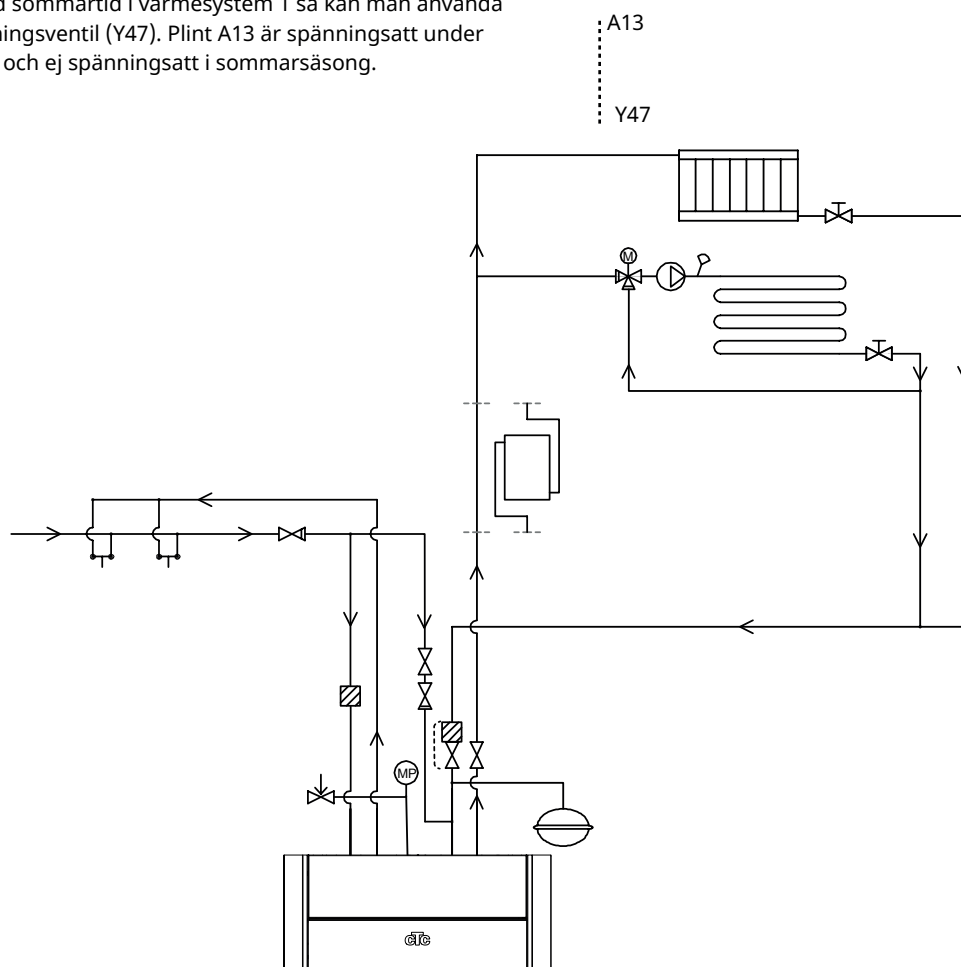 d sommartid i värmesystem 1 så kan man använda
ningsventil (Y47). Plint A13 är spänningsatt under
och ej spänningsatt i sommarsäsong.
A13
Y47
M
MP
CTC